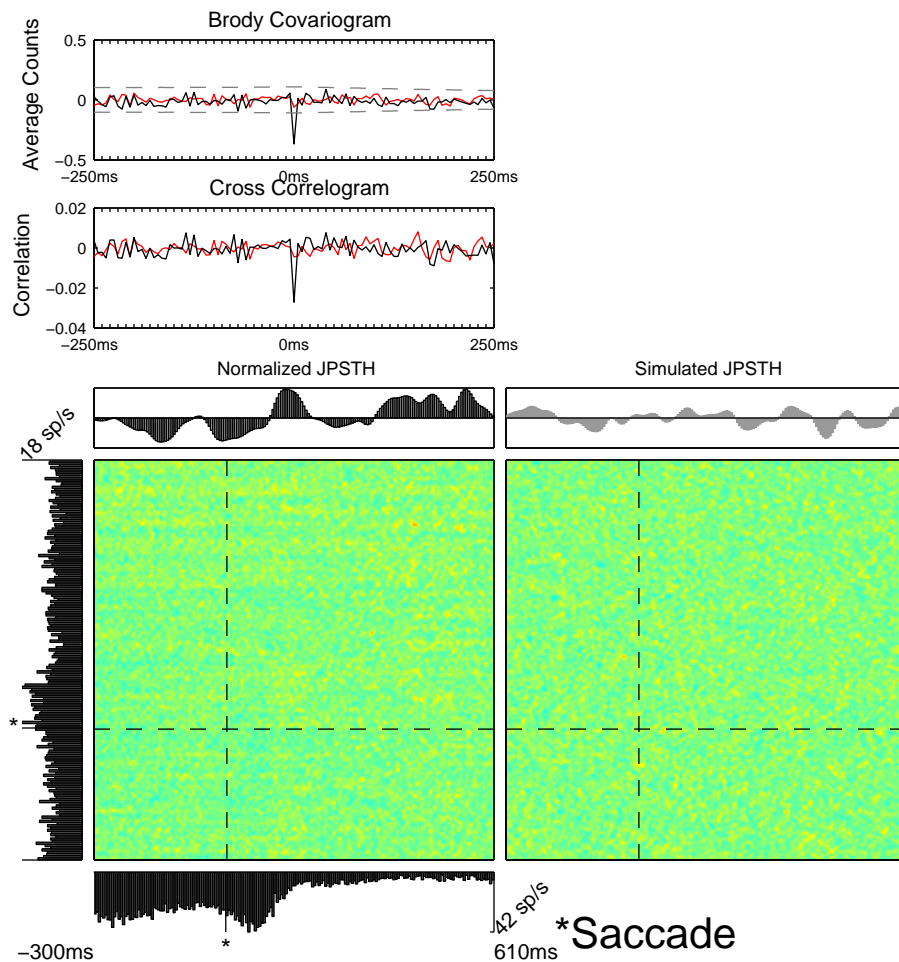 Brody Covariogram
Average Counts
0.5
0
−0.5
−250ms
0ms
250ms
Cross Correlogram
Correlation
0.02
0
−0.02
−0.04
−250ms
0ms
250ms
Normalized JPSTH
Simulated JPSTH
18 sp/s
*
*
42 sp/s
*Saccade
−300ms
610ms